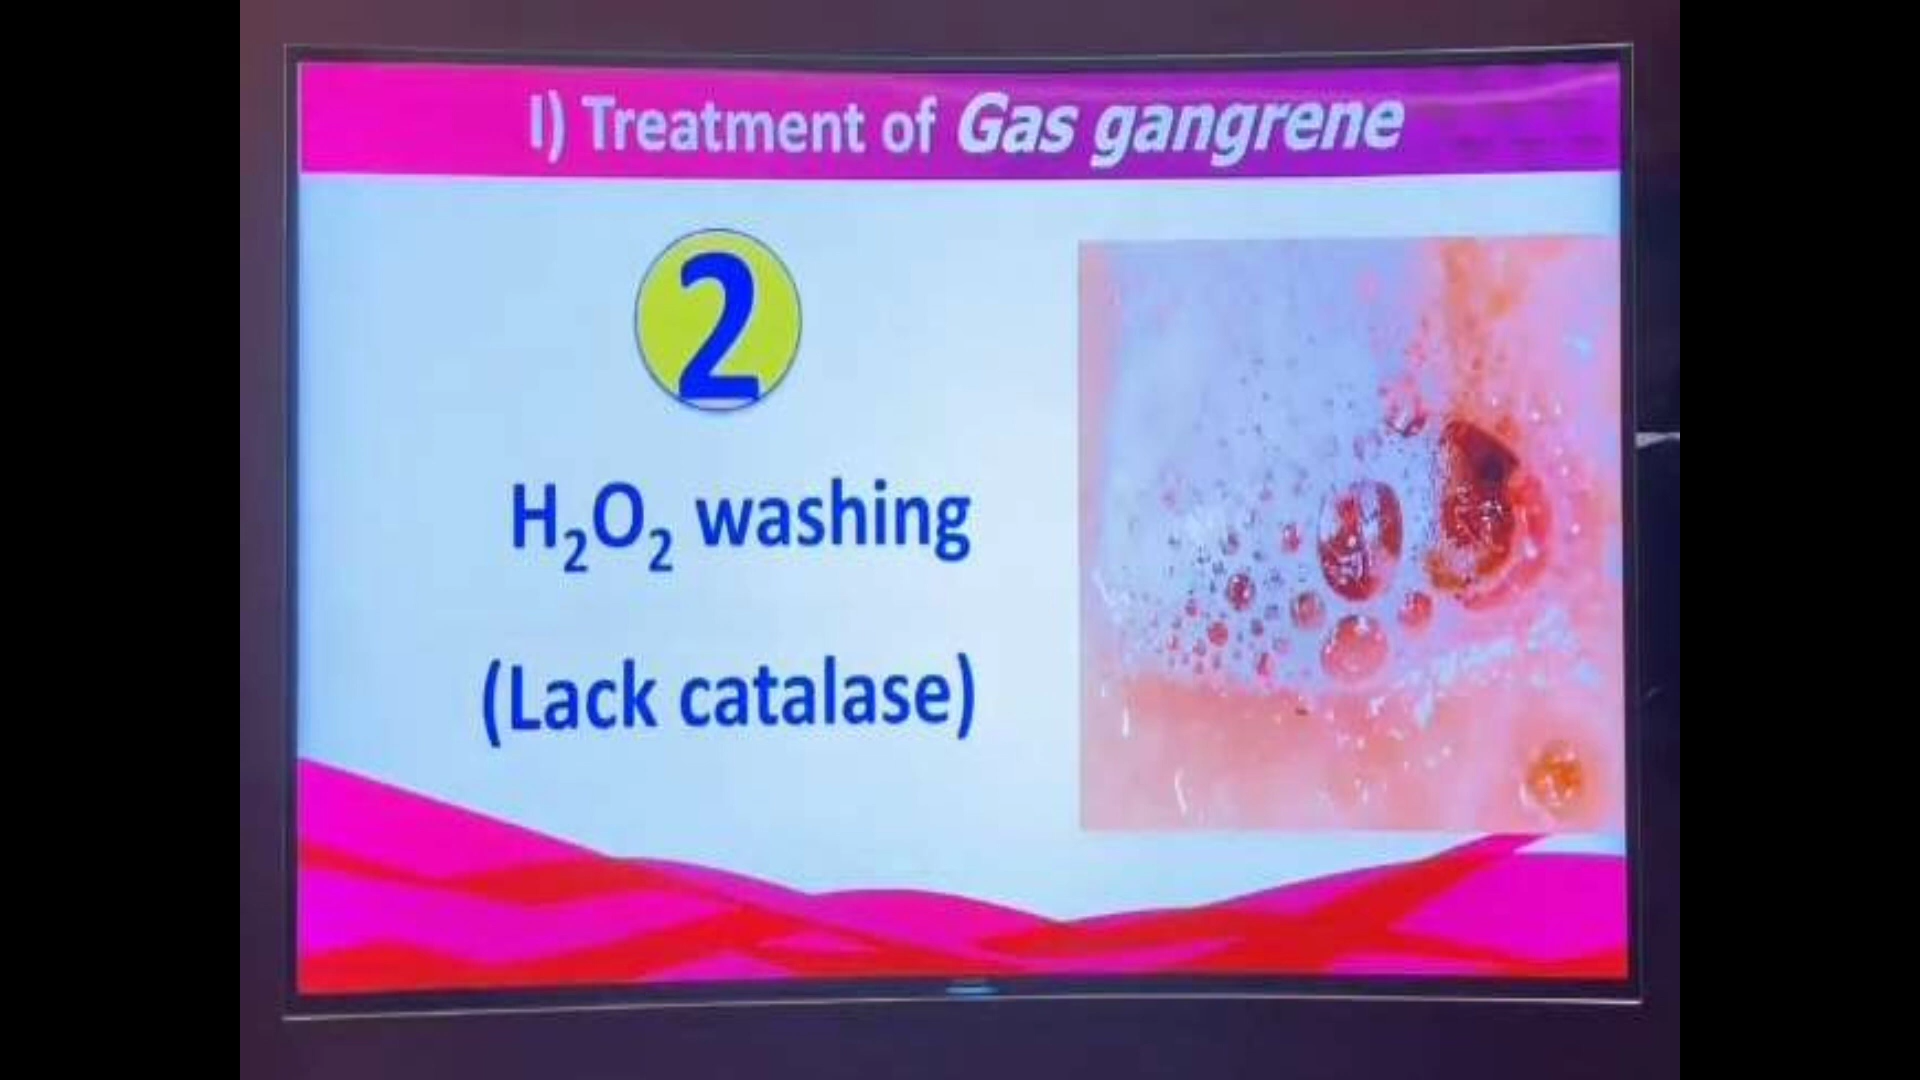 I) Treatment of Gas gangrene
2
H₂O₂ washing
(Lack catalase)